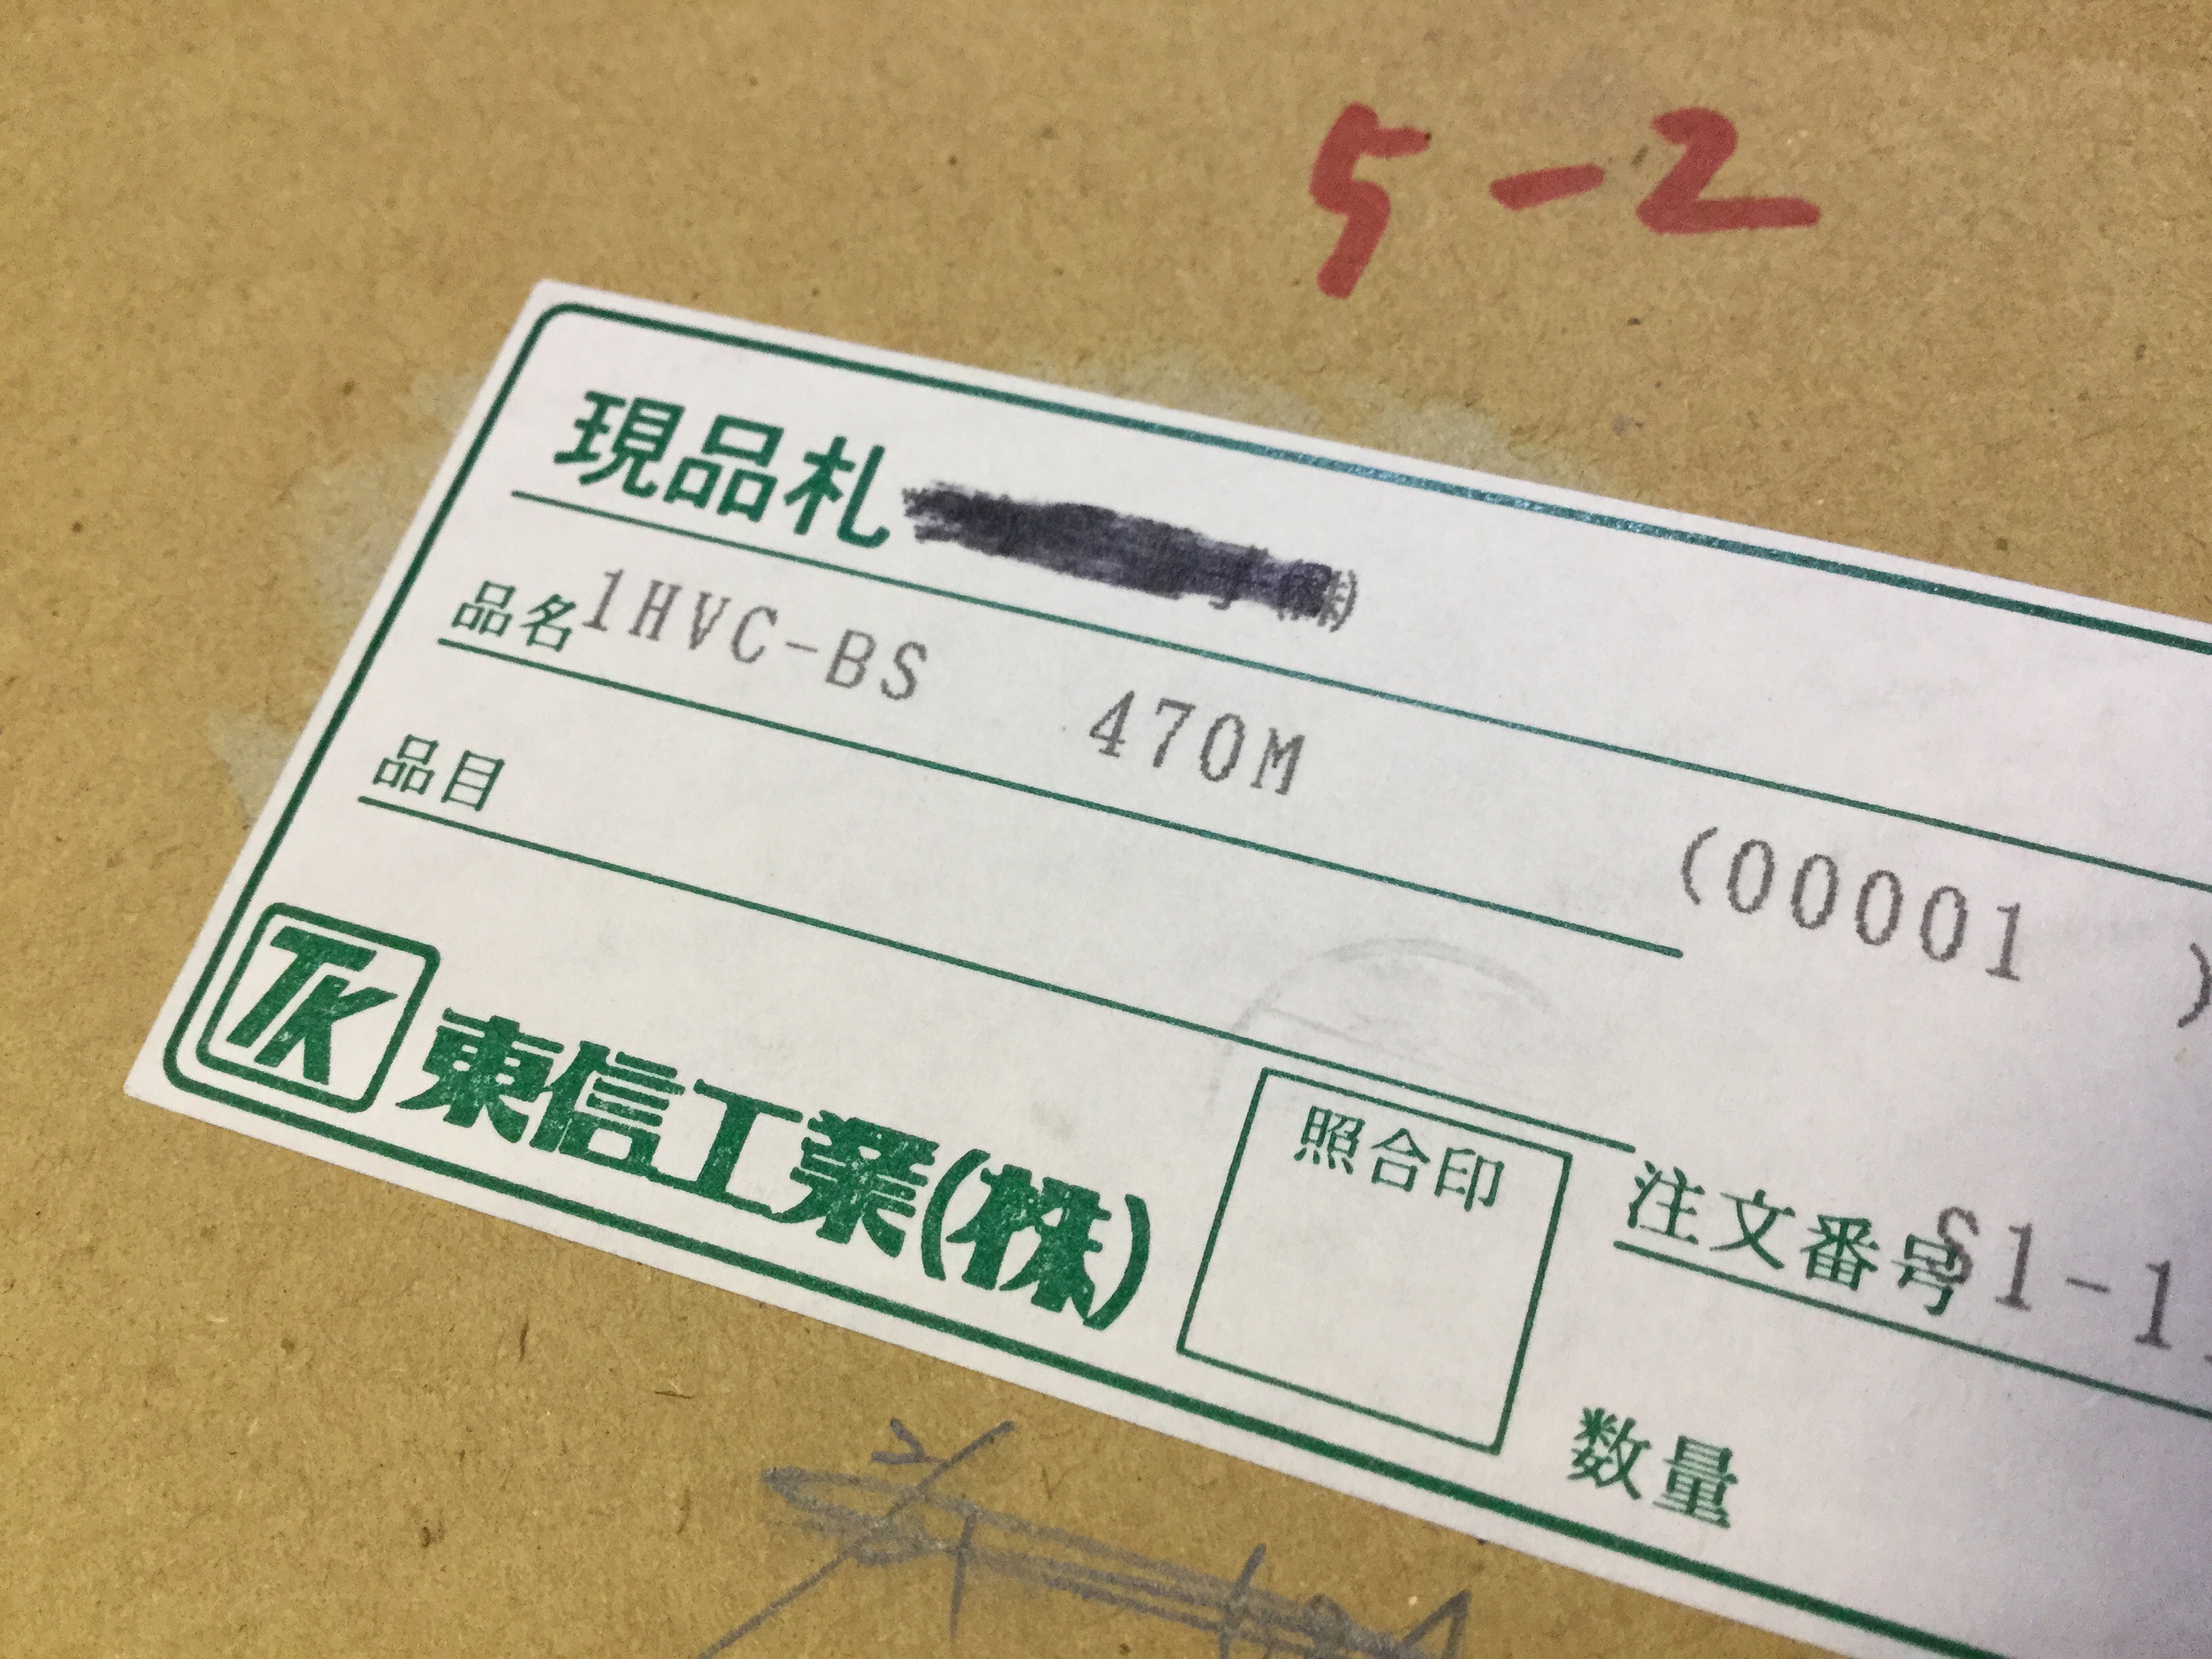 5-2
現品札
品名 1HVC-BS 470M (00001 )
品目
TK 東信工業(株)
照合印
注文番号 S1-1
数量